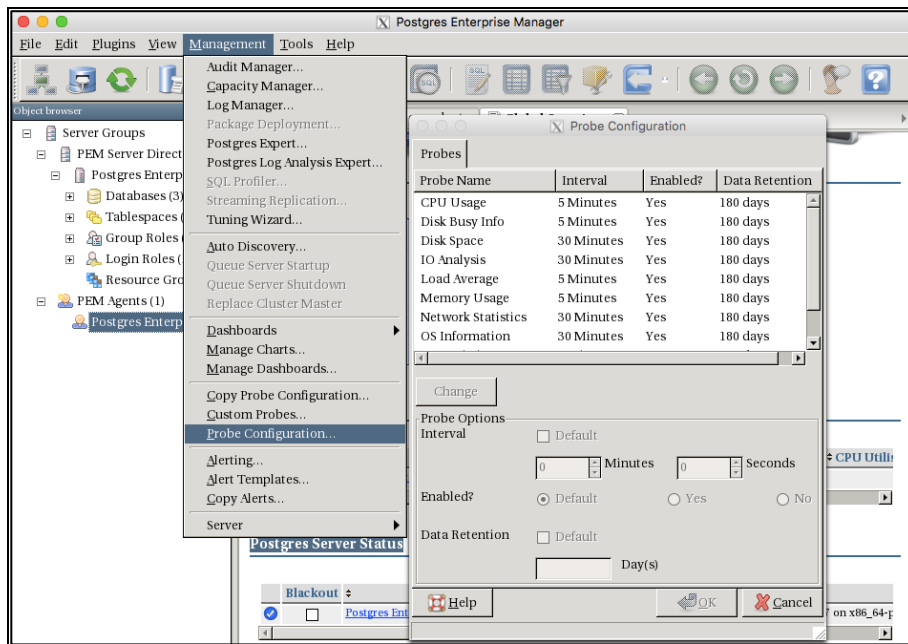 Postgres Enterprise Manager
File Edit Plugins View Management Tools Help
Object browser
Server Groups
PEM Server Direct
Postgres Enterp
Databases (3)
Tablespaces (
Group Roles (
Login Roles (
Resource Gro
PEM Agents (1)
Postgres Enterp
Audit Manager...
Capacity Manager...
Log Manager...
Package Deployment...
Postgres Expert...
Postgres Log Analysis Expert...
SQL Profiler...
Streaming Replication...
Tuning Wizard...
Auto Discovery...
Queue Server Startup
Queue Server Shutdown
Replace Cluster Master
Dashboards
Manage Charts...
Manage Dashboards...
Copy Probe Configuration...
Custom Probes...
Probe Configuration...
Alerting...
Alert Templates...
Copy Alerts...
Server
Probe Configuration
Probes
Probe Name Interval Enabled? Data Retention
CPU Usage 5 Minutes Yes 180 days
Disk Busy Info 5 Minutes Yes 180 days
Disk Space 30 Minutes Yes 180 days
IO Analysis 30 Minutes Yes 180 days
Load Average 5 Minutes Yes 180 days
Memory Usage 5 Minutes Yes 180 days
Network Statistics 30 Minutes Yes 180 days
OS Information 30 Minutes Yes 180 days
Change
Probe Options
Interval Default
0 Minutes 0 Seconds
Enabled? Default Yes No
Data Retention Default
Day(s)
Help OK Cancel
CPU Utilis
Postgres Server Status
Blackout
Postgres Ent
on x86_64-p